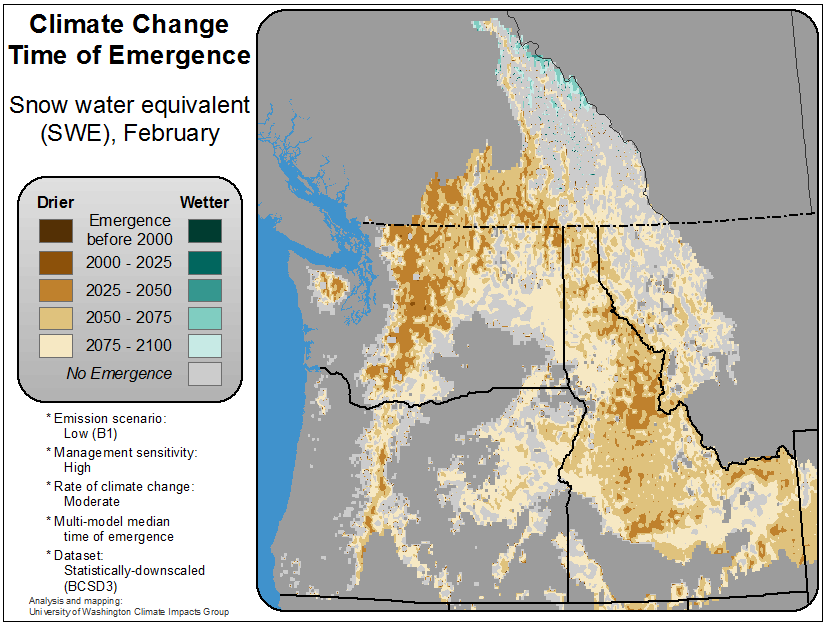 Climate Change
Time of Emergence
Snow water equivalent
(SWE), February
Drier
Wetter
Emergence
before 2000
2000 - 2025
2025 - 2050
2050 - 2075
2075 - 2100
No Emergence
* Emission scenario:
Low (B1)
* Management sensitivity:
High
* Rate of climate change:
Moderate
* Multi-model median
time of emergence
* Dataset:
Statistically-downscaled
(BCSD3)
Analysis and mapping:
University of Washington Climate Impacts Group